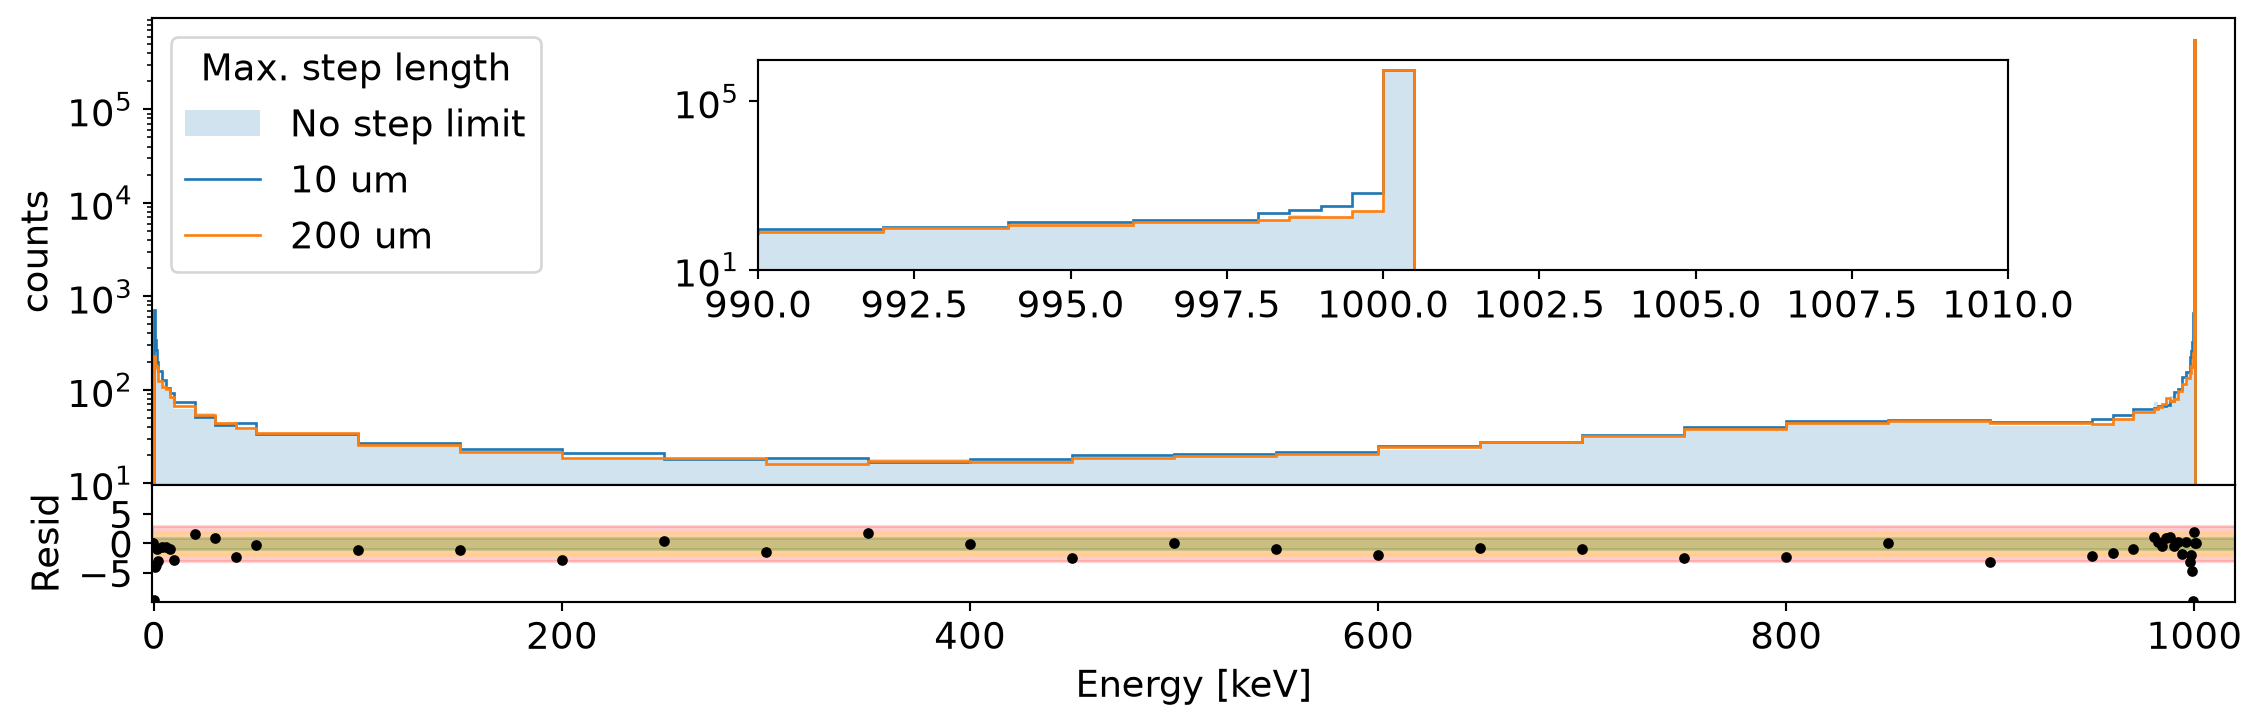 Max. step length
No step limit
10 um
200 um
counts
10^5
10^4
10^3
10^2
10^1
10^5
10^1
990.0 992.5 995.0 997.5 1000.0 1002.5 1005.0 1007.5 1010.0
Resid
5
0
−5
0 200 400 600 800 1000
Energy [keV]